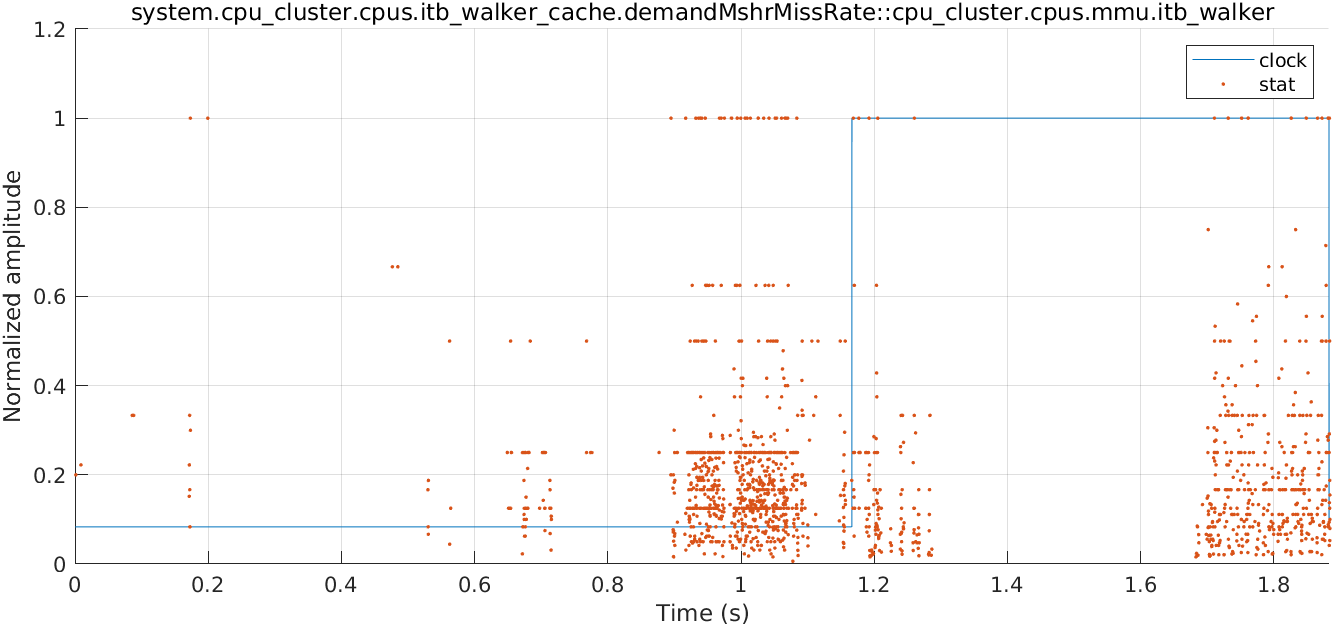 system.cpu_cluster.cpus.itb_walker_cache.demandMshrMissRate::cpu_cluster.cpus.mmu.itb_walker
1.2
clock
stat
1
0.8
Normalized amplitude
0.6
0.4
0.2
0
0 0.2 0.4 0.6 0.8 1 1.2 1.4 1.6 1.8
Time (s)